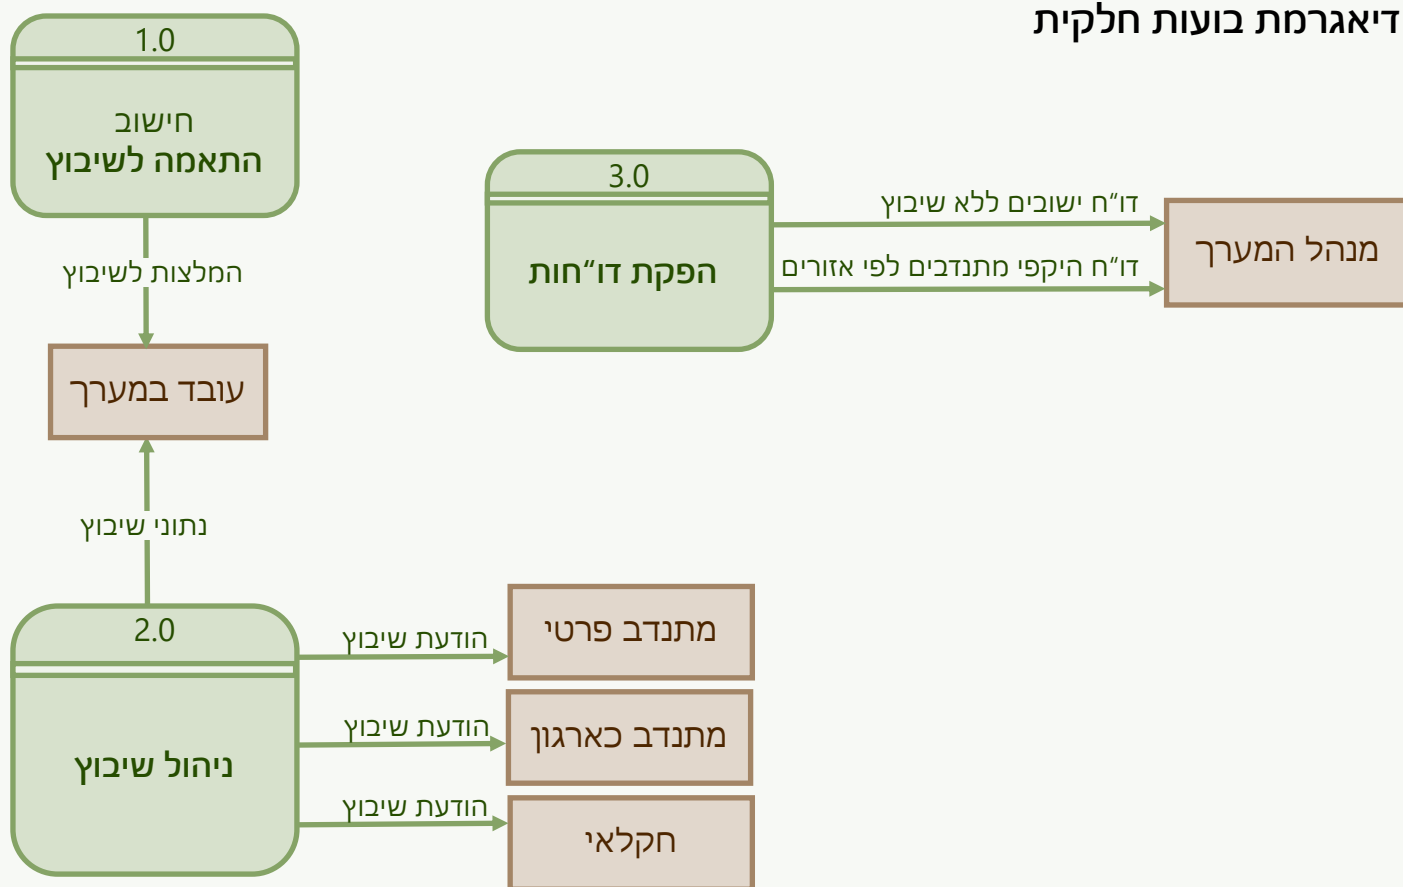 דיאגרמת בועות חלקית
1.0
חישוב
התאמה לשיבוץ
המלצות לשיבוץ
עובד במערך
נתוני שיבוץ
2.0
ניהול שיבוץ
הודעת שיבוץ
מתנדב פרטי
הודעת שיבוץ
מתנדב כארגון
הודעת שיבוץ
חקלאי
3.0
הפקת דו"חות
דו"ח ישובים ללא שיבוץ
דו"ח היקפי מתנדבים לפי אזורים
מנהל המערך